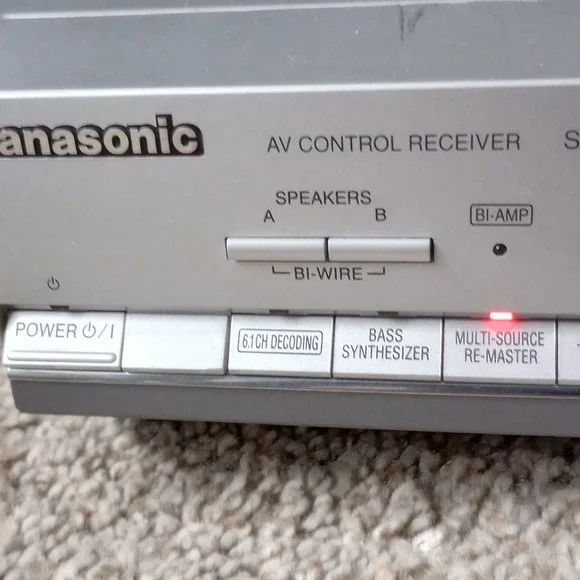 anasonic
AV CONTROL RECEIVER S
SPEAKERS
A B
BI-AMP
BI-WIRE
POWER ⏻/I
6.1CH DECODING
BASS
SYNTHESIZER
MULTI-SOURCE
RE-MASTER